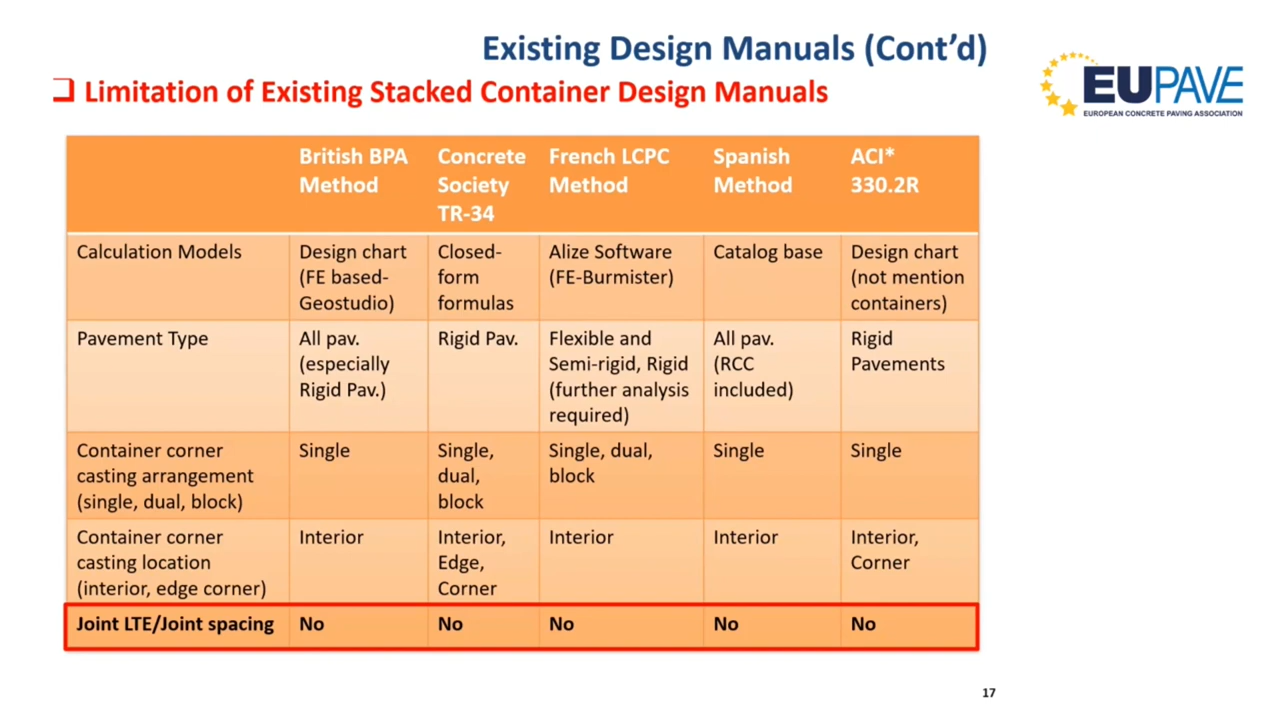 Existing Design Manuals (Cont’d)
❑ Limitation of Existing Stacked Container Design Manuals
EUPAVE
EUROPEAN CONCRETE PAVING ASSOCIATION
British BPA
Method
Concrete
Society
TR-34
French LCPC
Method
Spanish
Method
ACI*
330.2R
Calculation Models
Design chart
(FE based-
Geostudio)
Closed-
form
formulas
Alize Software
(FE-Burmister)
Catalog base
Design chart
(not mention
containers)
Pavement Type
All pav.
(especially
Rigid Pav.)
Rigid Pav.
Flexible and
Semi-rigid, Rigid
(further analysis
required)
All pav.
(RCC
included)
Rigid
Pavements
Container corner
casting arrangement
(single, dual, block)
Single
Single,
dual,
block
Single, dual,
block
Single
Single
Container corner
casting location
(interior, edge corner)
Interior
Interior,
Edge,
Corner
Interior
Interior
Interior,
Corner
Joint LTE/Joint spacing
No
No
No
No
No
17